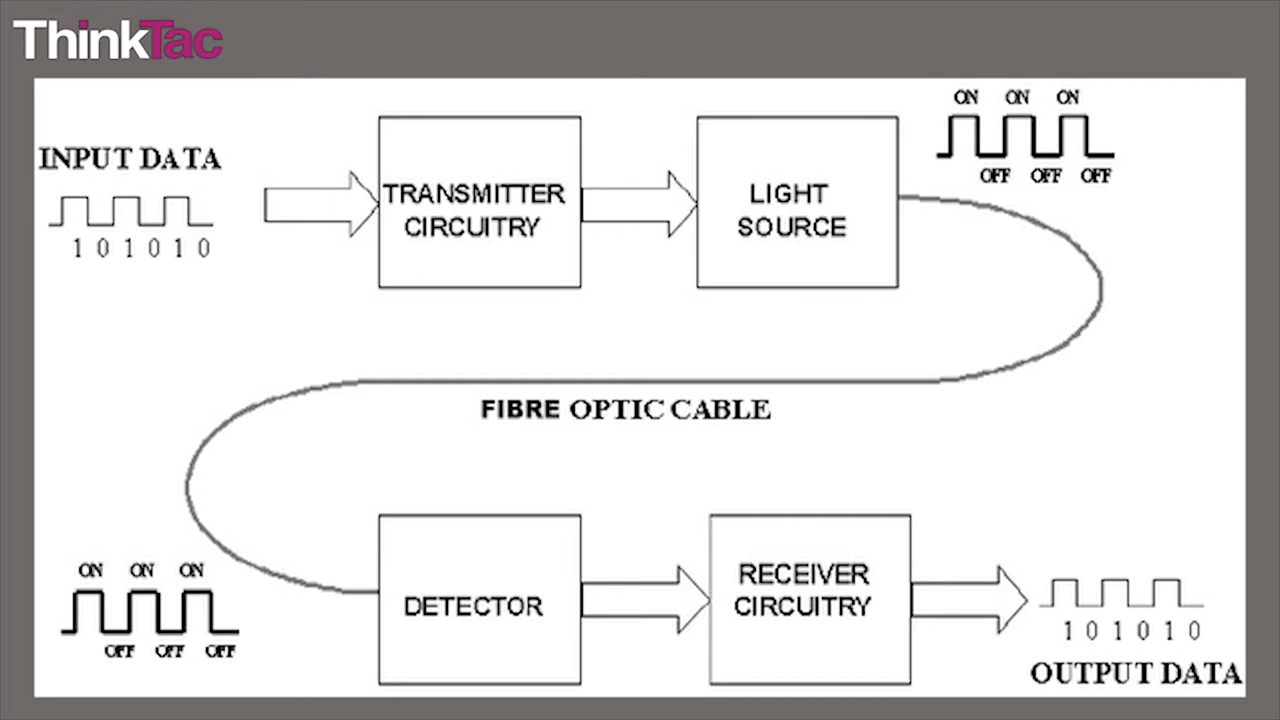 ThinkTac
INPUT DATA
1 0 1 0 1 0
TRANSMITTER
CIRCUITRY
LIGHT
SOURCE
ON ON ON
OFF OFF OFF
FIBRE OPTIC CABLE
ON ON ON
OFF OFF OFF
DETECTOR
RECEIVER
CIRCUITRY
1 0 1 0 1 0
OUTPUT DATA